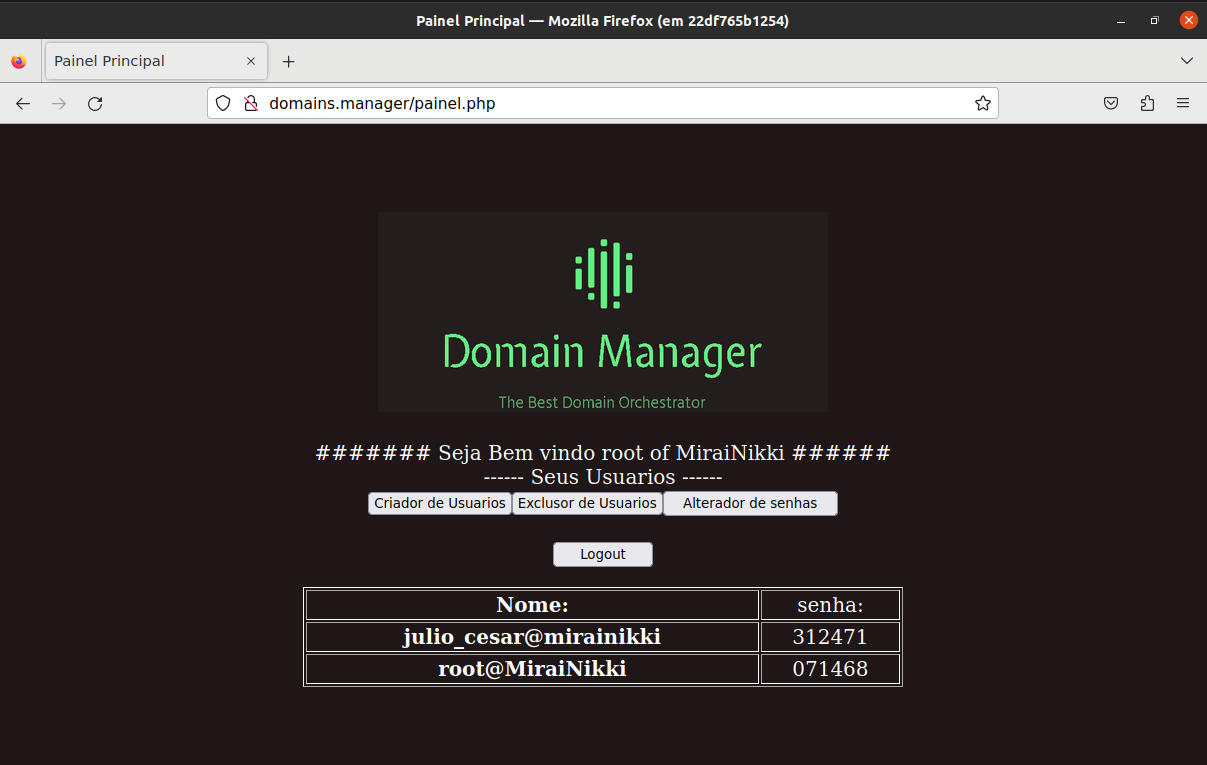 Painel Principal — Mozilla Firefox (em 22df765b1254)
Painel Principal
domains.manager/painel.php
Domain Manager
The Best Domain Orchestrator
####### Seja Bem vindo root of MiraiNikki ######
------ Seus Usuarios ------
Criador de Usuarios Exclusor de Usuarios Alterador de senhas
Logout
Nome: senha:
julio_cesar@mirainikki 312471
root@MiraiNikki 071468